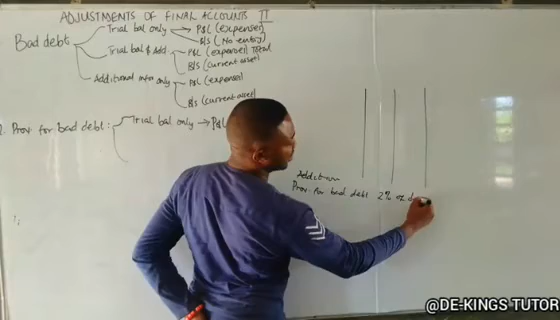 ADJUSTMENTS OF FINAL ACCOUNTS II
Bad debt
Trial bal only → P&L (expenses)
B/S (No entry)
Trial bal & Add. P&L (expenses) Total
B/S (current asset)
Additional info only P&L (expenses)
B/S (current asset)
2. Prov. for bad debt: Trial bal only → P&L
Addition
Prov. for bad debt 2% of d
@DE-KINGS TUTOR